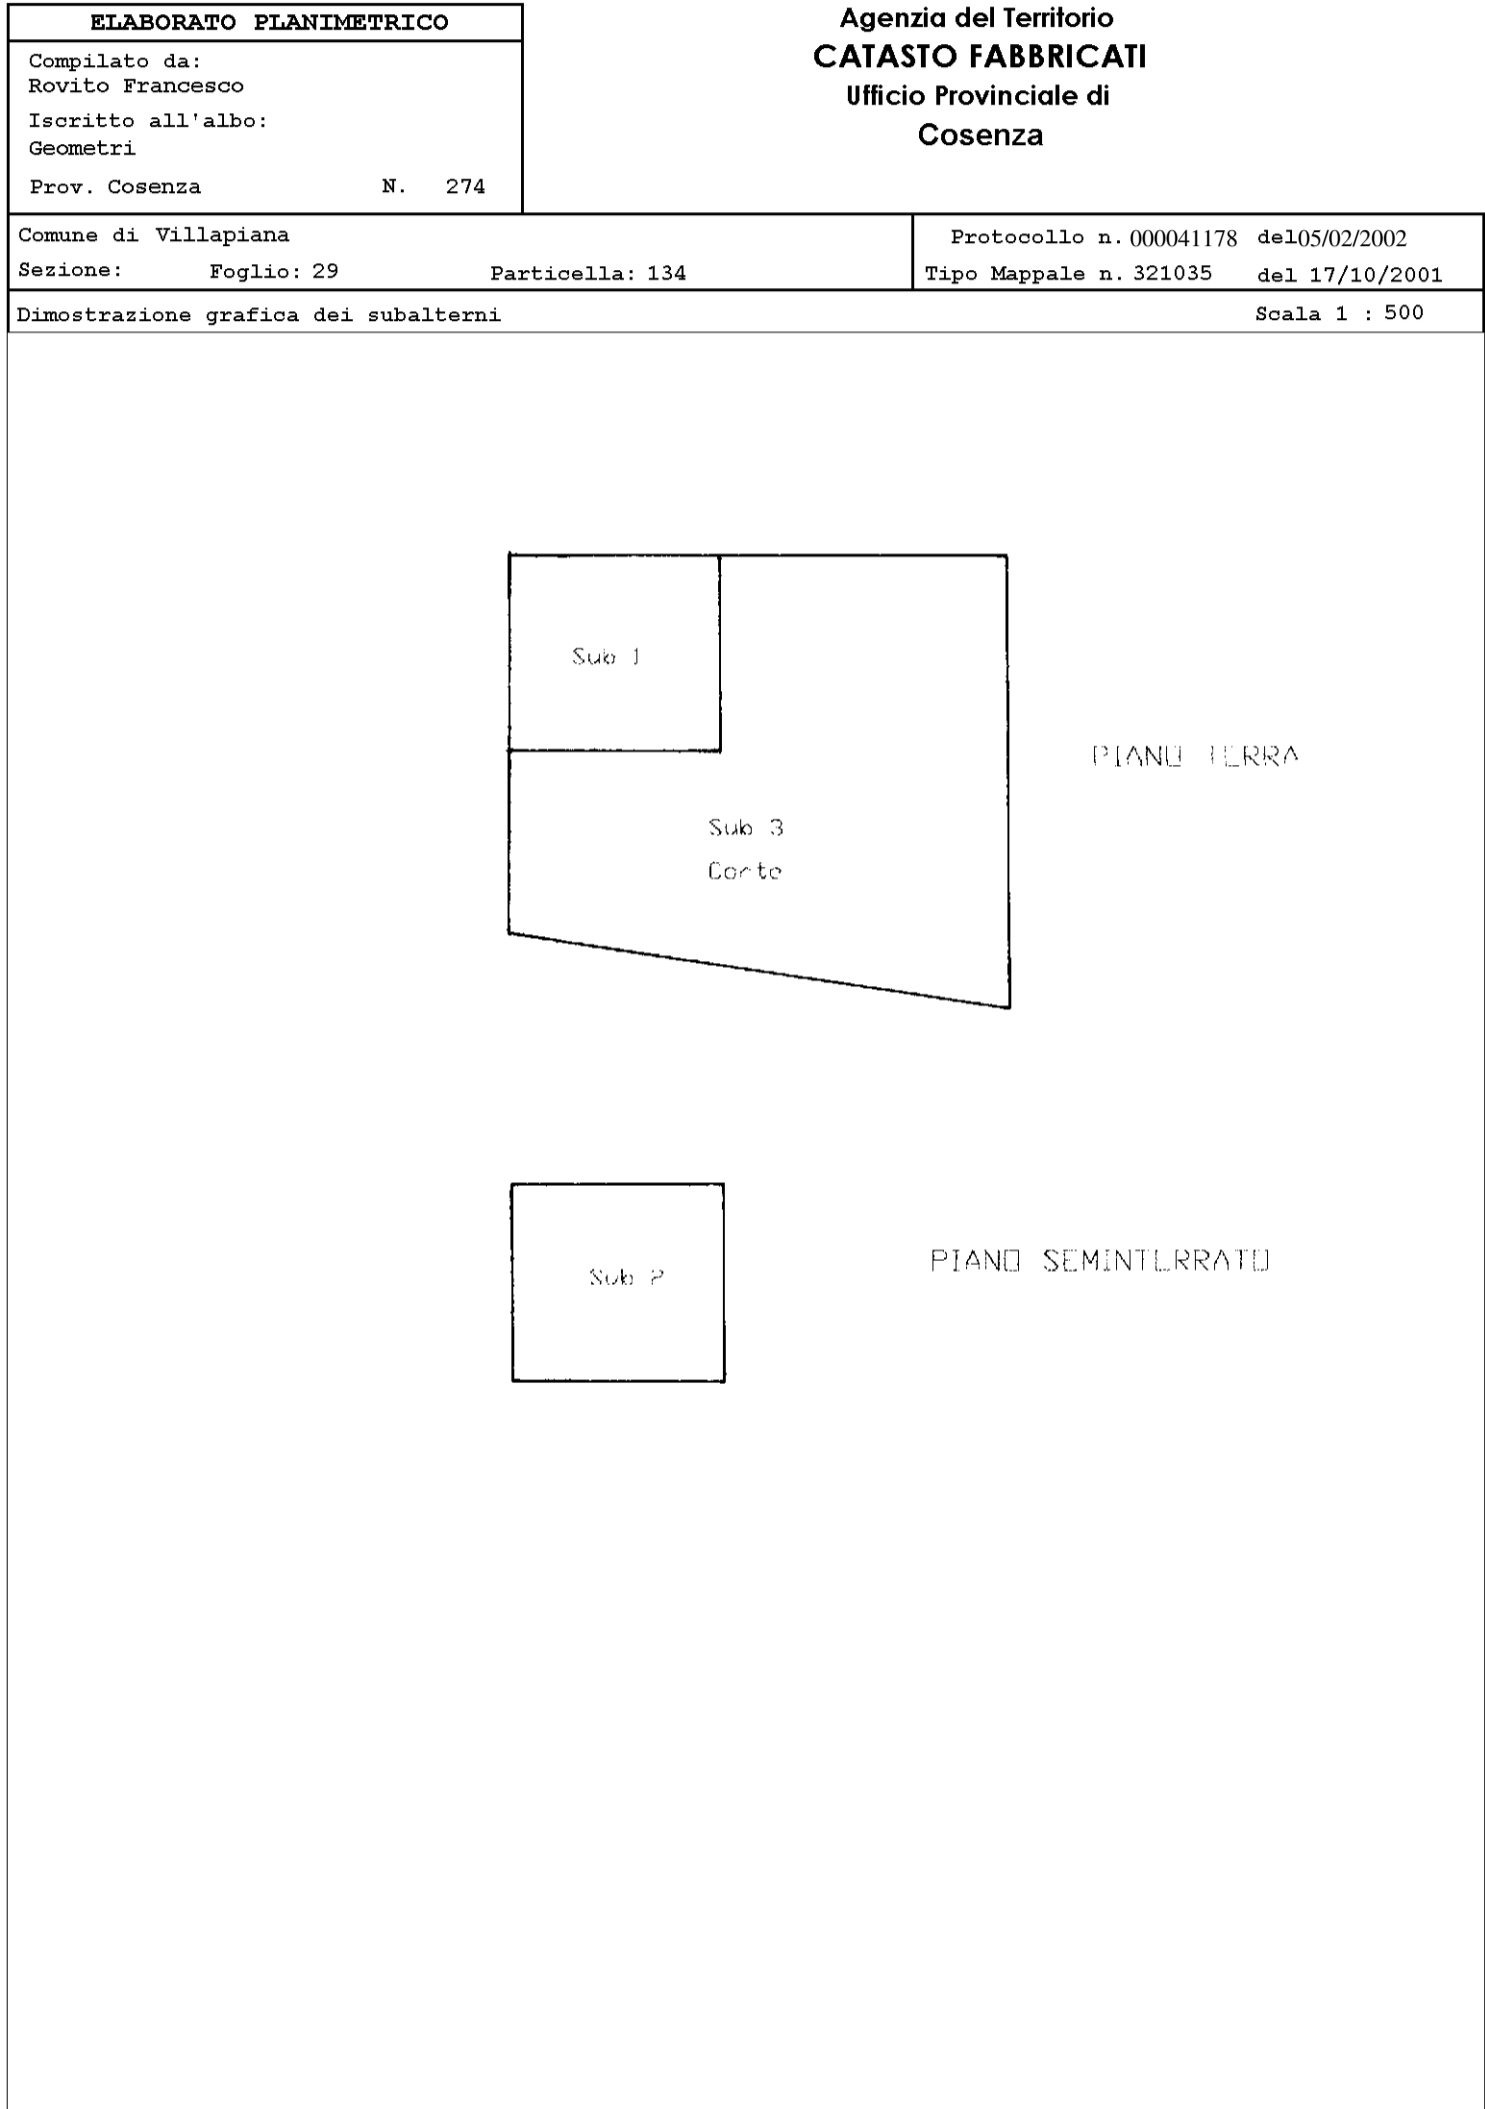 ELABORATO PLANIMETRICO
Compilato da:
Rovito Francesco
Iscritto all'albo:
Geometri
Prov. Cosenza N. 274
Agenzia del Territorio
CATASTO FABBRICATI
Ufficio Provinciale di
Cosenza
Comune di Villapiana
Sezione: Foglio: 29 Particella: 134
Protocollo n. 000041178 del 05/02/2002
Tipo Mappale n. 321035 del 17/10/2001
Dimostrazione grafica dei subalterni Scala 1 : 500
Sub 1
PIANO TERRA
Sub 3
Corte
Sub 2
PIANO SEMINTERRATO